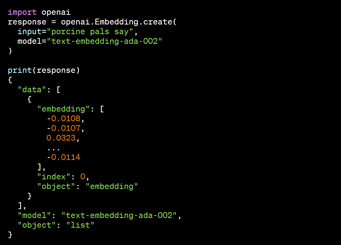 import openai
response = openai.Embedding.create(
  input="porcine pals say",
  model="text-embedding-ada-002"
)

print(response)
{
  "data": [
    {
      "embedding": [
        -0.0108,
        -0.0107,
        0.0323,
        ...
        -0.0114
      ],
      "index": 0,
      "object": "embedding"
    }
  ],
  "model": "text-embedding-ada-002",
  "object": "list"
}